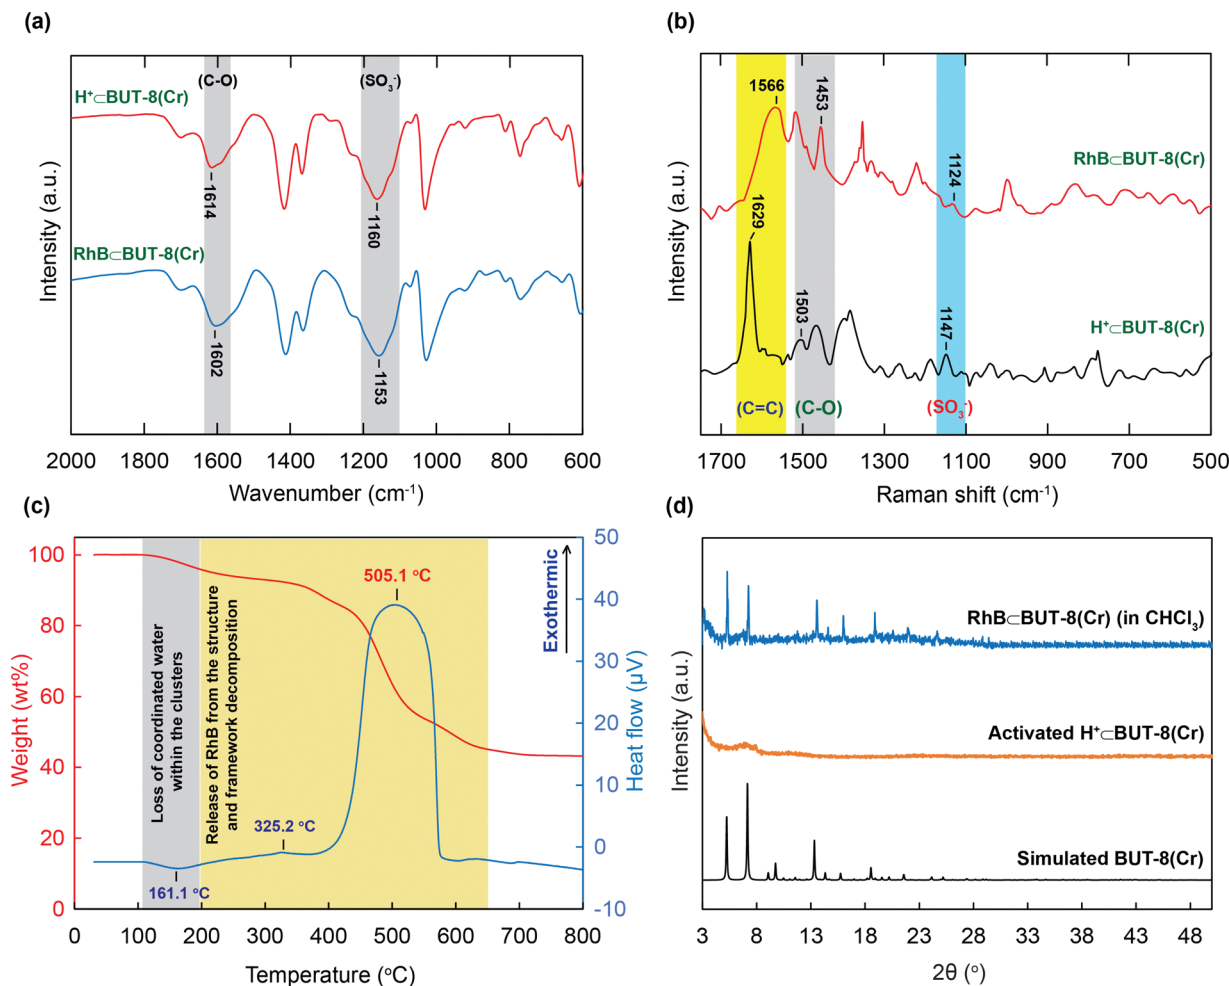 (a)
(C-O)
(SO₃⁻)
H⁺⊂BUT-8(Cr)
1614
1160
RhB⊂BUT-8(Cr)
1602
1153
Intensity (a.u.)
2000 1800 1600 1400 1200 1000 800 600
Wavenumber (cm⁻¹)
(b)
1566
1453
RhB⊂BUT-8(Cr)
1124
1629
1503
1147
H⁺⊂BUT-8(Cr)
(C=C)
(C-O)
(SO₃⁻)
Intensity (a.u.)
1700 1500 1300 1100 900 700 500
Raman shift (cm⁻¹)
(c)
100
80
60
40
20
0
Weight (wt%)
Loss of coordinated water
within the clusters
Release of RhB from the structure
and framework decomposition
505.1 °C
325.2 °C
161.1 °C
Exothermic
50
40
30
20
10
0
-10
Heat flow (µV)
0 100 200 300 400 500 600 700 800
Temperature (°C)
(d)
RhB⊂BUT-8(Cr) (in CHCl₃)
Activated H⁺⊂BUT-8(Cr)
Simulated BUT-8(Cr)
Intensity (a.u.)
3 8 13 18 23 28 33 38 43 48
2θ (°)